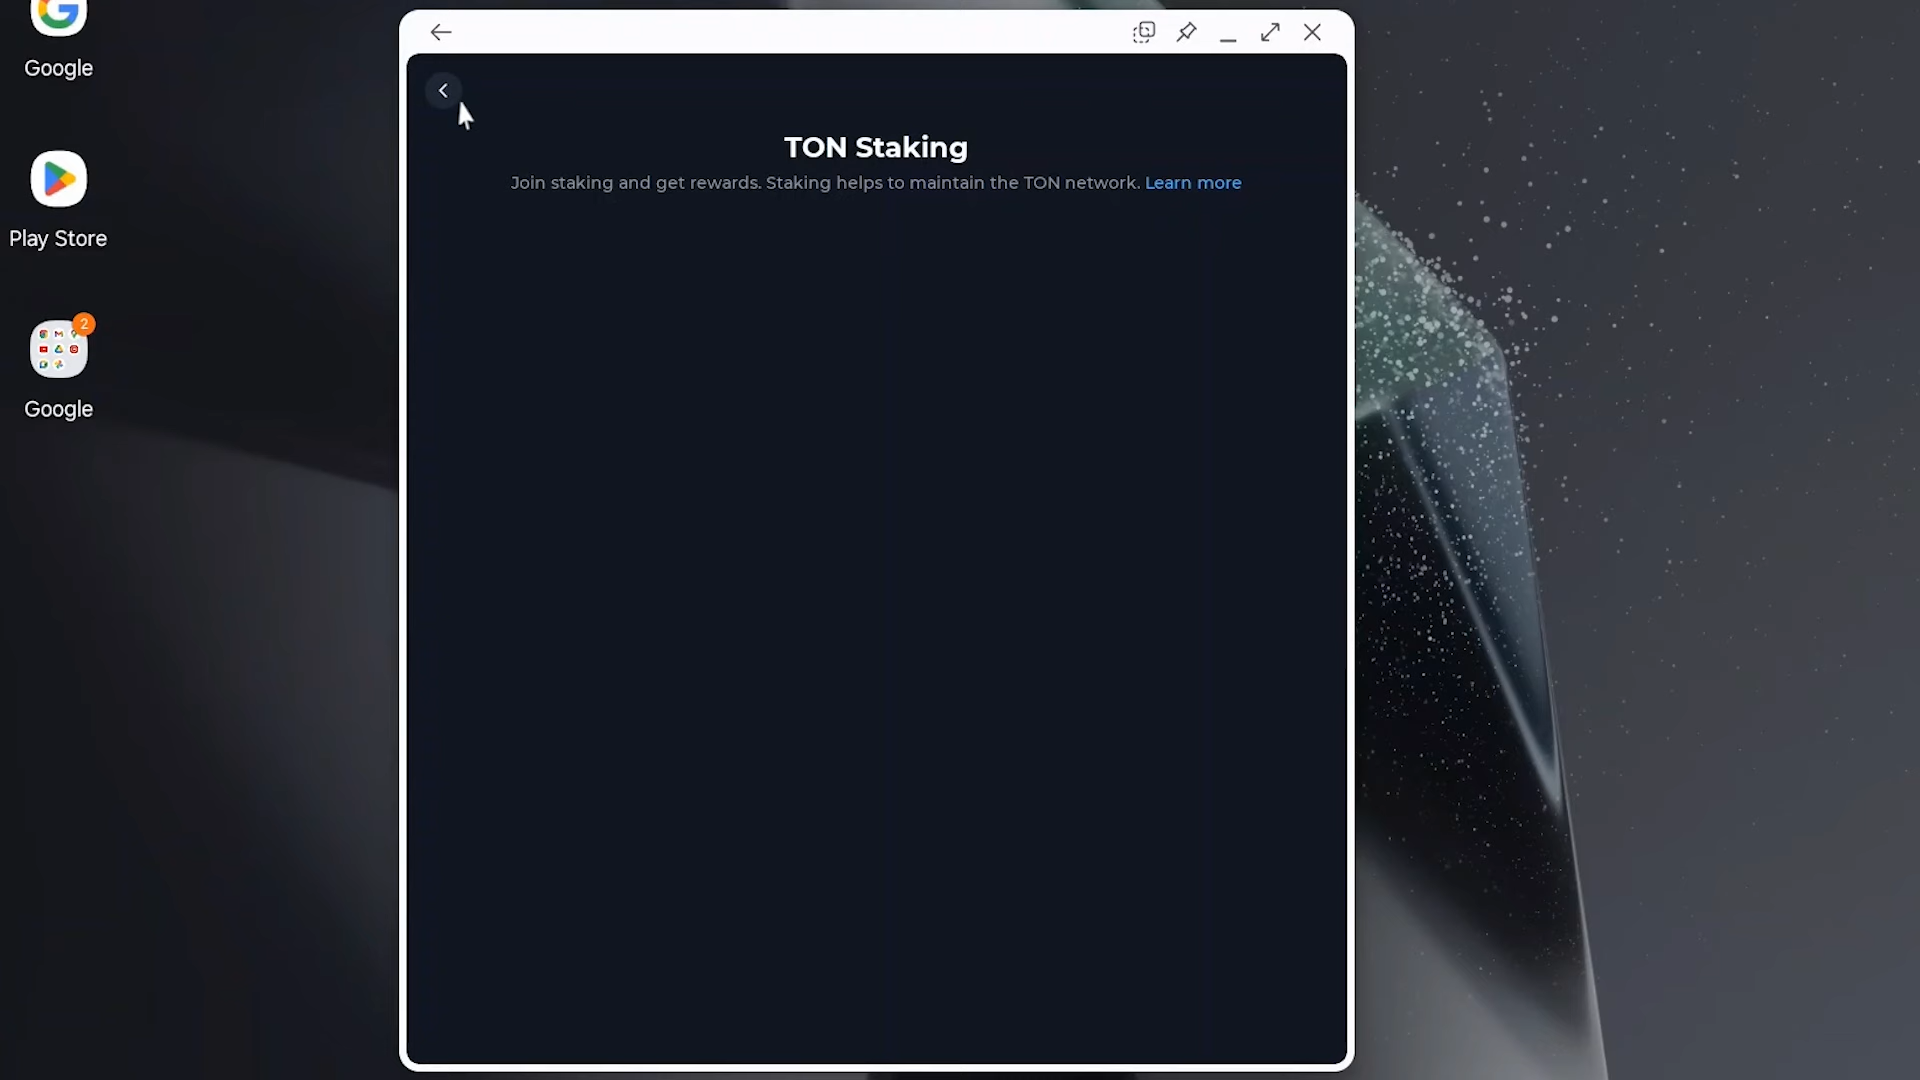 Google
Play Store
2
Google
TON Staking
Join staking and get rewards. Staking helps to maintain the TON network. Learn more